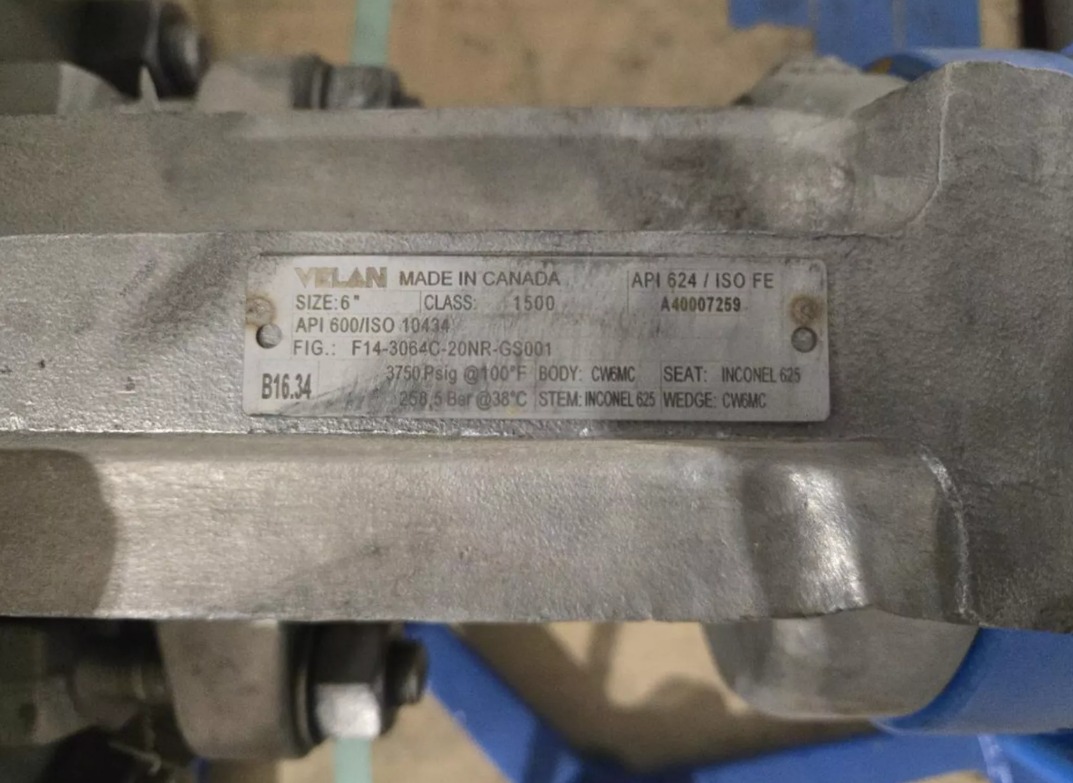 VELAN MADE IN CANADA API 624 / ISO FE
SIZE: 6" CLASS: 1500 A40007259
API 600/ISO 10434
FIG.: F14-3064C-20NR-GS001
B16.34 3750 Psig @100°F BODY: CW6MC SEAT: INCONEL 625
258.5 Bar @38°C STEM: INCONEL 625 WEDGE: CW6MC